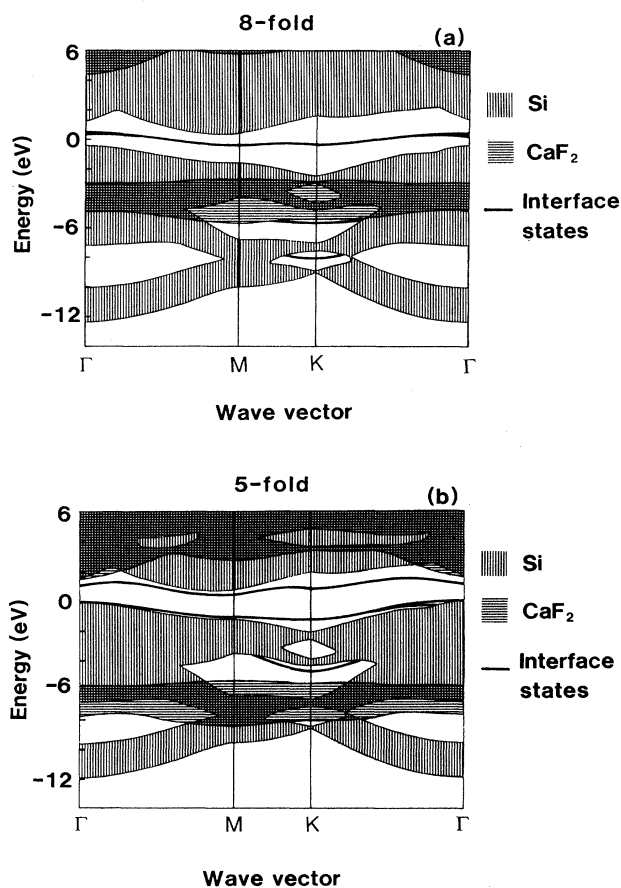 8-fold
(a)
6
0
−6
−12
Energy (eV)
Γ M K Γ
Wave vector
Si
CaF₂
Interface
states
5-fold
(b)
6
0
−6
−12
Energy (eV)
Γ M K Γ
Wave vector
Si
CaF₂
Interface
states